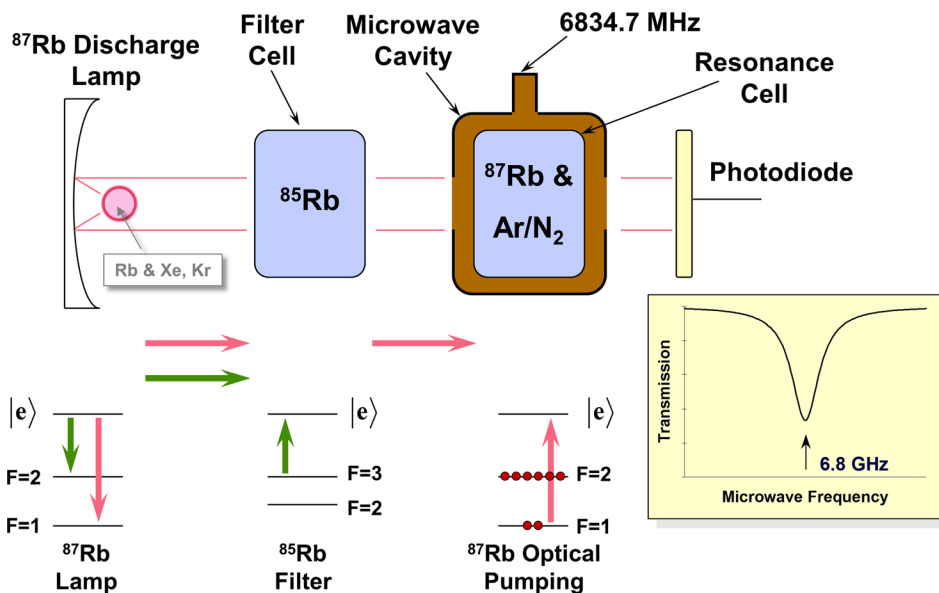 ⁸⁷Rb Discharge
Lamp
Filter
Cell
Microwave
Cavity
6834.7 MHz
Resonance
Cell
⁸⁵Rb
⁸⁷Rb &
Ar/N₂
Photodiode
Rb & Xe, Kr
Transmission
6.8 GHz
Microwave Frequency
|e⟩
F=2
F=1
⁸⁷Rb
Lamp
|e⟩
F=3
F=2
⁸⁵Rb
Filter
|e⟩
F=2
F=1
⁸⁷Rb Optical
Pumping